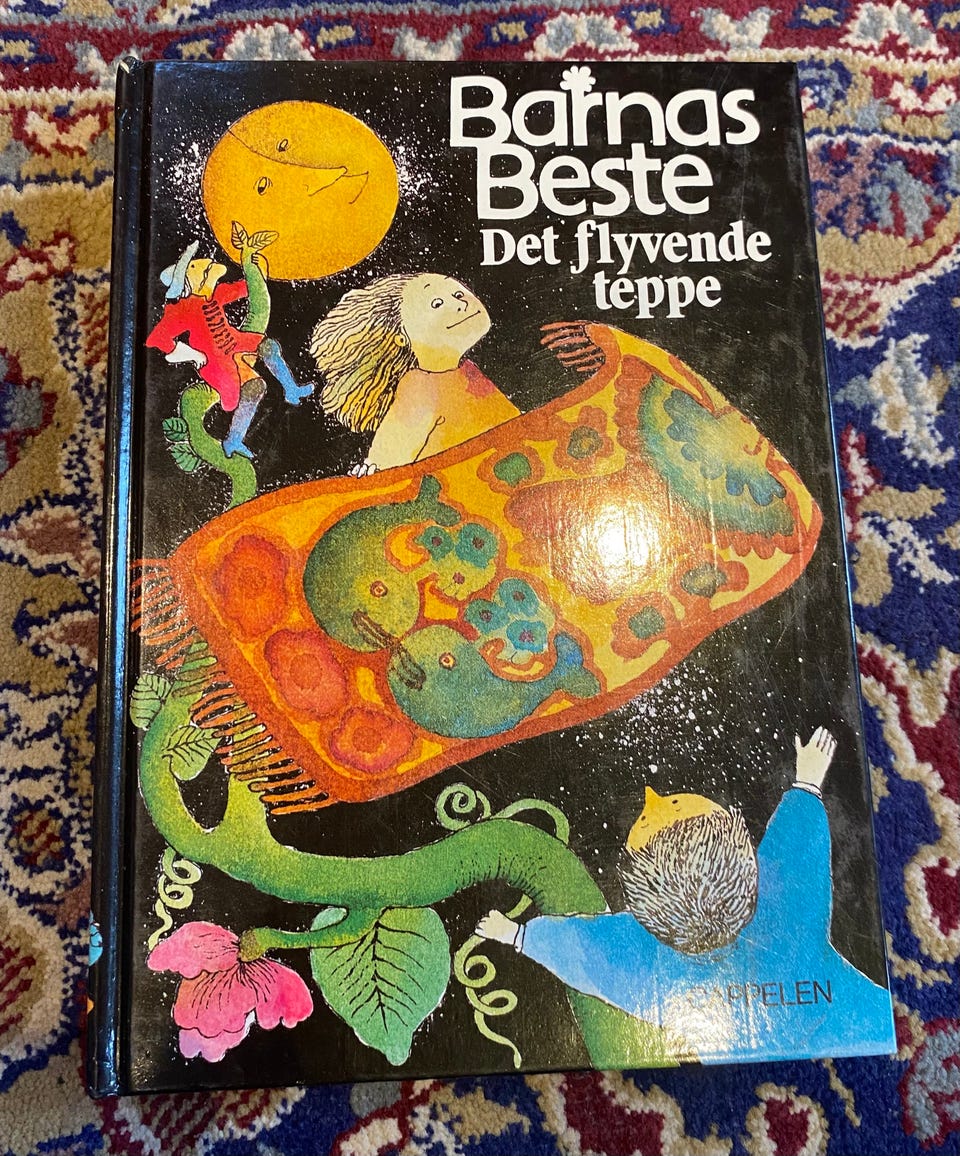 Barnas
Beste
Det flyvende
teppe
CAPPELEN